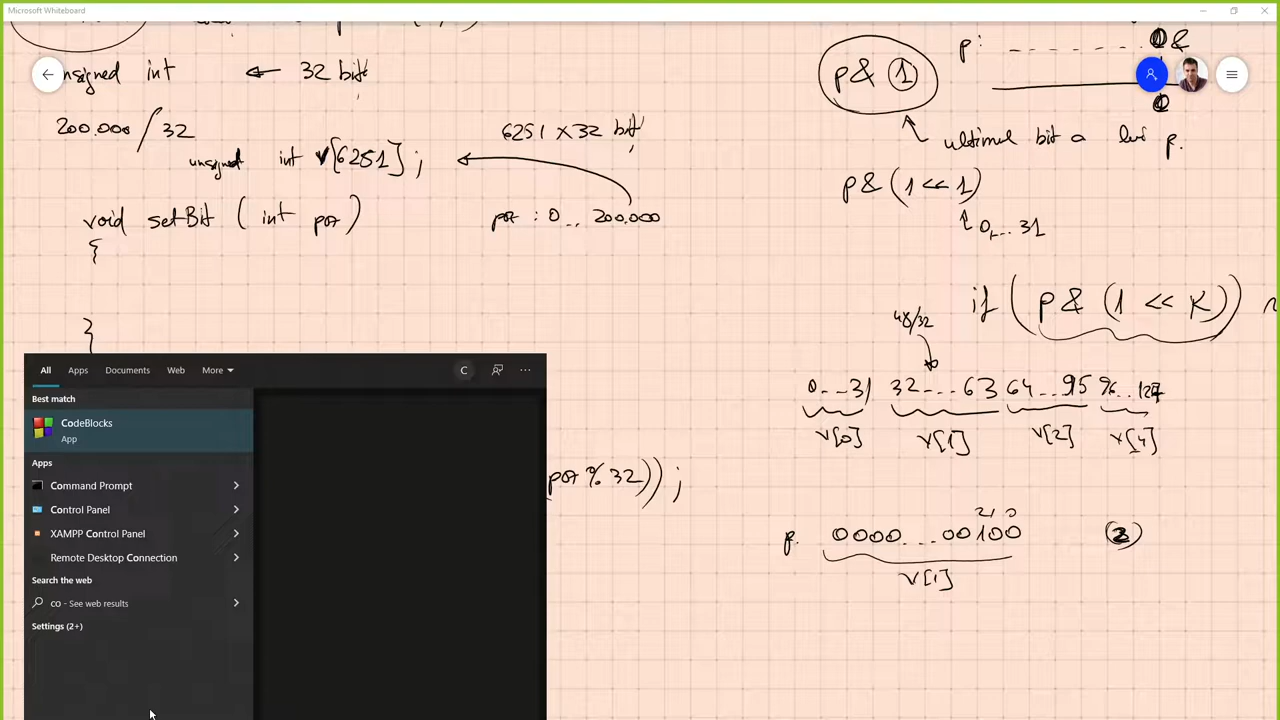 Microsoft Whiteboard
unsigned int ← 32 bit
200.000/32
unsigned int v[6251];
6251 x 32 bit
void setBit ( int poz )
poz : 0 .. 200.000
{
}
p:
&
p& 1
ultimul bit a lui p.
p& (1 << 1)
0, ... 31
if ( p& (1 << K))
48/32
0...31 32....63 64...95 96..127
v[0] v[1] v[2] v[4]
poz % 32)) ;
2 1 0
p. 0000...00100
v[1]
All Apps Documents Web More
C
Best match
CodeBlocks
App
Apps
Command Prompt
Control Panel
XAMPP Control Panel
Remote Desktop Connection
Search the web
co - See web results
Settings (2+)